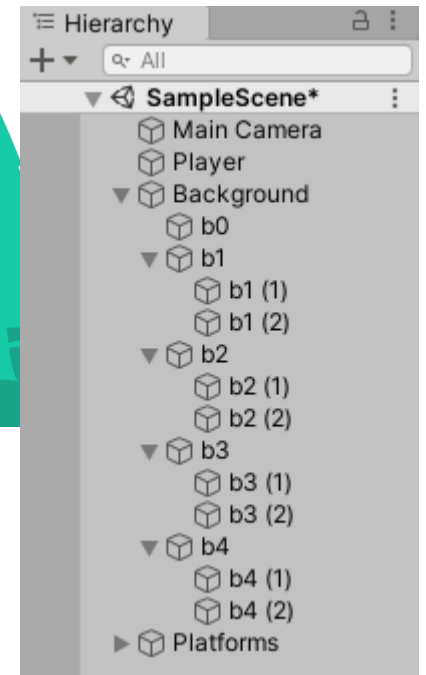 Hierarchy
All
SampleScene*
Main Camera
Player
Background
b0
b1
b1 (1)
b1 (2)
b2
b2 (1)
b2 (2)
b3
b3 (1)
b3 (2)
b4
b4 (1)
b4 (2)
Platforms